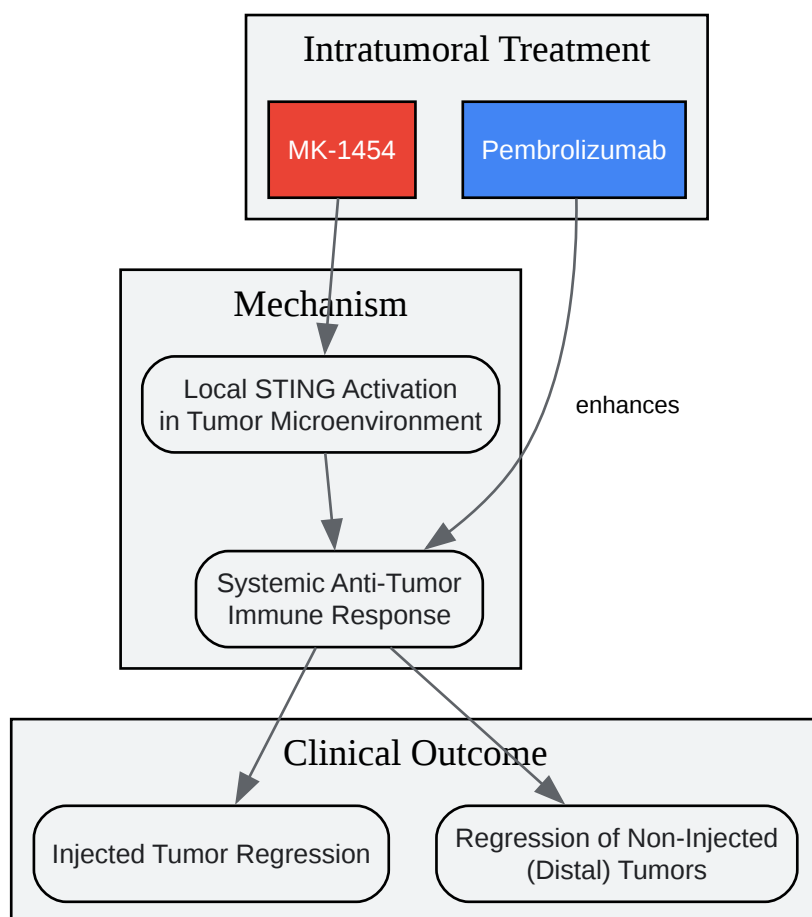 Intratumoral Treatment
MK-1454
Pembrolizumab
Mechanism
Local STING Activation
in Tumor Microenvironment
enhances
Systemic Anti-Tumor
Immune Response
Clinical Outcome
Injected Tumor Regression
Regression of Non-Injected
(Distal) Tumors